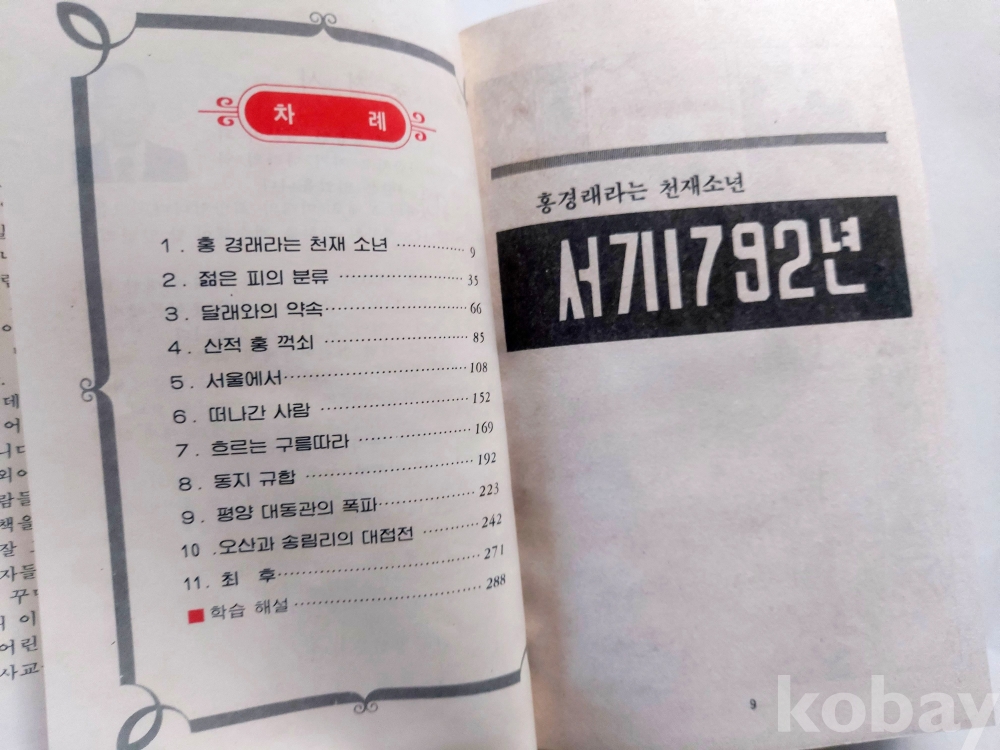 차 례
1. 홍 경래라는 천재 소년 ················ 9
2. 젊은 피의 분류 ················ 35
3. 달래와의 약속 ················ 66
4. 산적 홍 꺽쇠 ················ 85
5. 서울에서 ················ 108
6. 떠나간 사람 ················ 152
7. 흐르는 구름따라 ················ 169
8. 동지 규합 ················ 192
9. 평양 대동관의 폭파 ················ 223
10. 오산과 송림리의 대접전 ················ 242
11. 최 후 ················ 271
■ 학습 해설 ················ 288
홍경래라는 천재소년
서기1792년
9
kobay